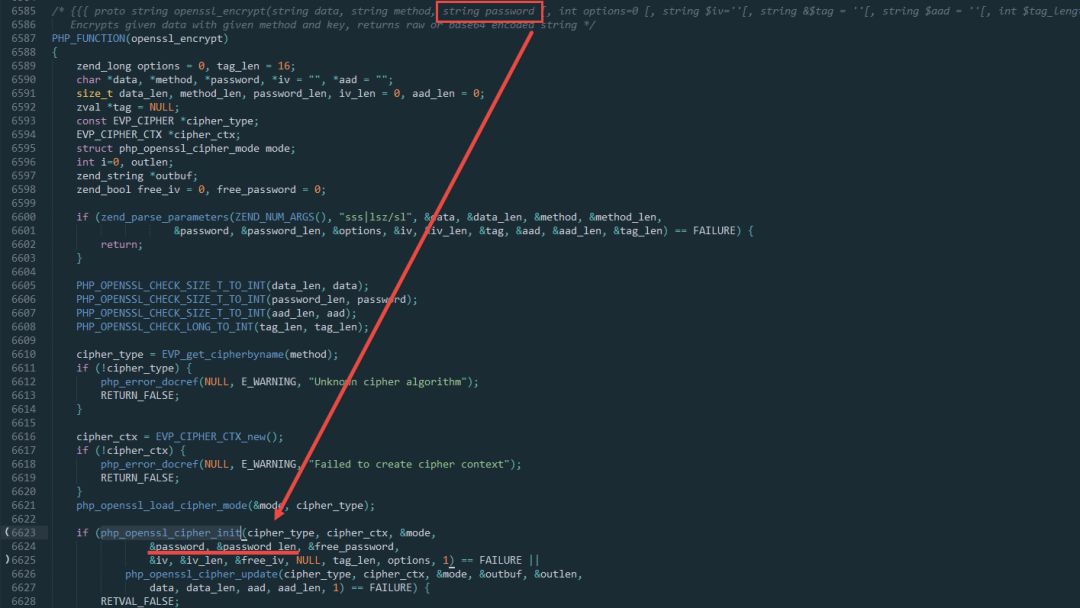 6585 /* {{{ proto string openssl_encrypt(string data, string method, string password [, int options=0 [, string $iv=''[, string &$tag = ''[, string $aad = ''[, int $tag_lengt
6586 Encrypts given data with given method and key, returns raw or base64 encoded string */
6587 PHP_FUNCTION(openssl_encrypt)
6588 {
6589 zend_long options = 0, tag_len = 16;
6590 char *data, *method, *password, *iv = "", *aad = "";
6591 size_t data_len, method_len, password_len, iv_len = 0, aad_len = 0;
6592 zval *tag = NULL;
6593 const EVP_CIPHER *cipher_type;
6594 EVP_CIPHER_CTX *cipher_ctx;
6595 struct php_openssl_cipher_mode mode;
6596 int i=0, outlen;
6597 zend_string *outbuf;
6598 zend_bool free_iv = 0, free_password = 0;
6599
6600 if (zend_parse_parameters(ZEND_NUM_ARGS(), "sss|lsz/sl", &data, &data_len, &method, &method_len,
6601 &password, &password_len, &options, &iv, &iv_len, &tag, &aad, &aad_len, &tag_len) == FAILURE) {
6602 return;
6603 }
6604
6605 PHP_OPENSSL_CHECK_SIZE_T_TO_INT(data_len, data);
6606 PHP_OPENSSL_CHECK_SIZE_T_TO_INT(password_len, password);
6607 PHP_OPENSSL_CHECK_SIZE_T_TO_INT(aad_len, aad);
6608 PHP_OPENSSL_CHECK_LONG_TO_INT(tag_len, tag_len);
6609
6610 cipher_type = EVP_get_cipherbyname(method);
6611 if (!cipher_type) {
6612 php_error_docref(NULL, E_WARNING, "Unknown cipher algorithm");
6613 RETURN_FALSE;
6614 }
6615
6616 cipher_ctx = EVP_CIPHER_CTX_new();
6617 if (!cipher_ctx) {
6618 php_error_docref(NULL, E_WARNING, "Failed to create cipher context");
6619 RETURN_FALSE;
6620 }
6621 php_openssl_load_cipher_mode(&mode, cipher_type);
6622
6623 if (php_openssl_cipher_init(cipher_type, cipher_ctx, &mode,
6624 &password, &password_len, &free_password,
6625 &iv, &iv_len, &free_iv, NULL, tag_len, options, 1) == FAILURE ||
6626 php_openssl_cipher_update(cipher_type, cipher_ctx, &mode, &outbuf, &outlen,
6627 data, data_len, aad, aad_len, 1) == FAILURE) {
6628 RETVAL_FALSE;